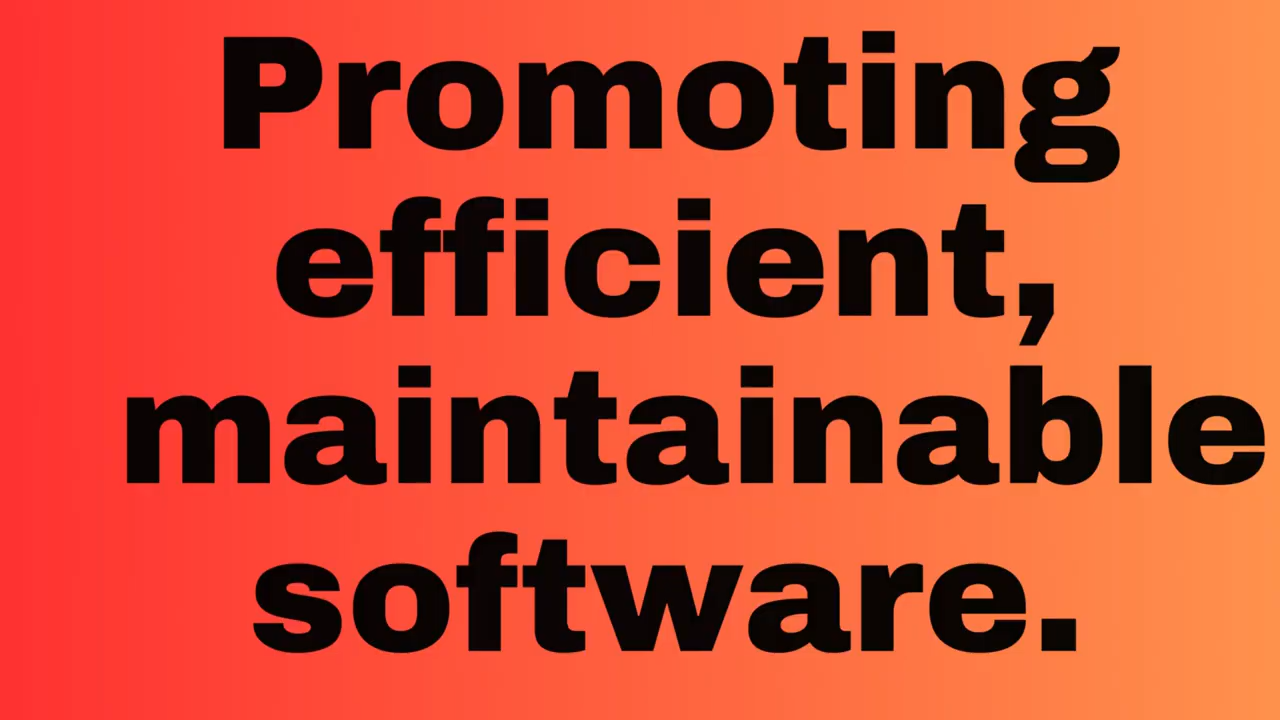 Promoting
efficient,
maintainable
software.